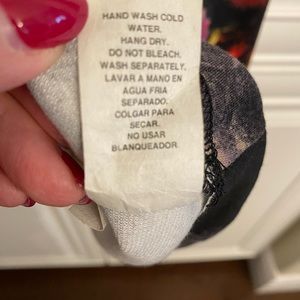 HAND WASH COLD
WATER.
HANG DRY.
DO NOT BLEACH.
WASH SEPARATELY.
LAVAR A MANO EN
AGUA FRIA
SEPARADO.
COLGAR PARA
SECAR.
NO USAR
BLANQUEADOR